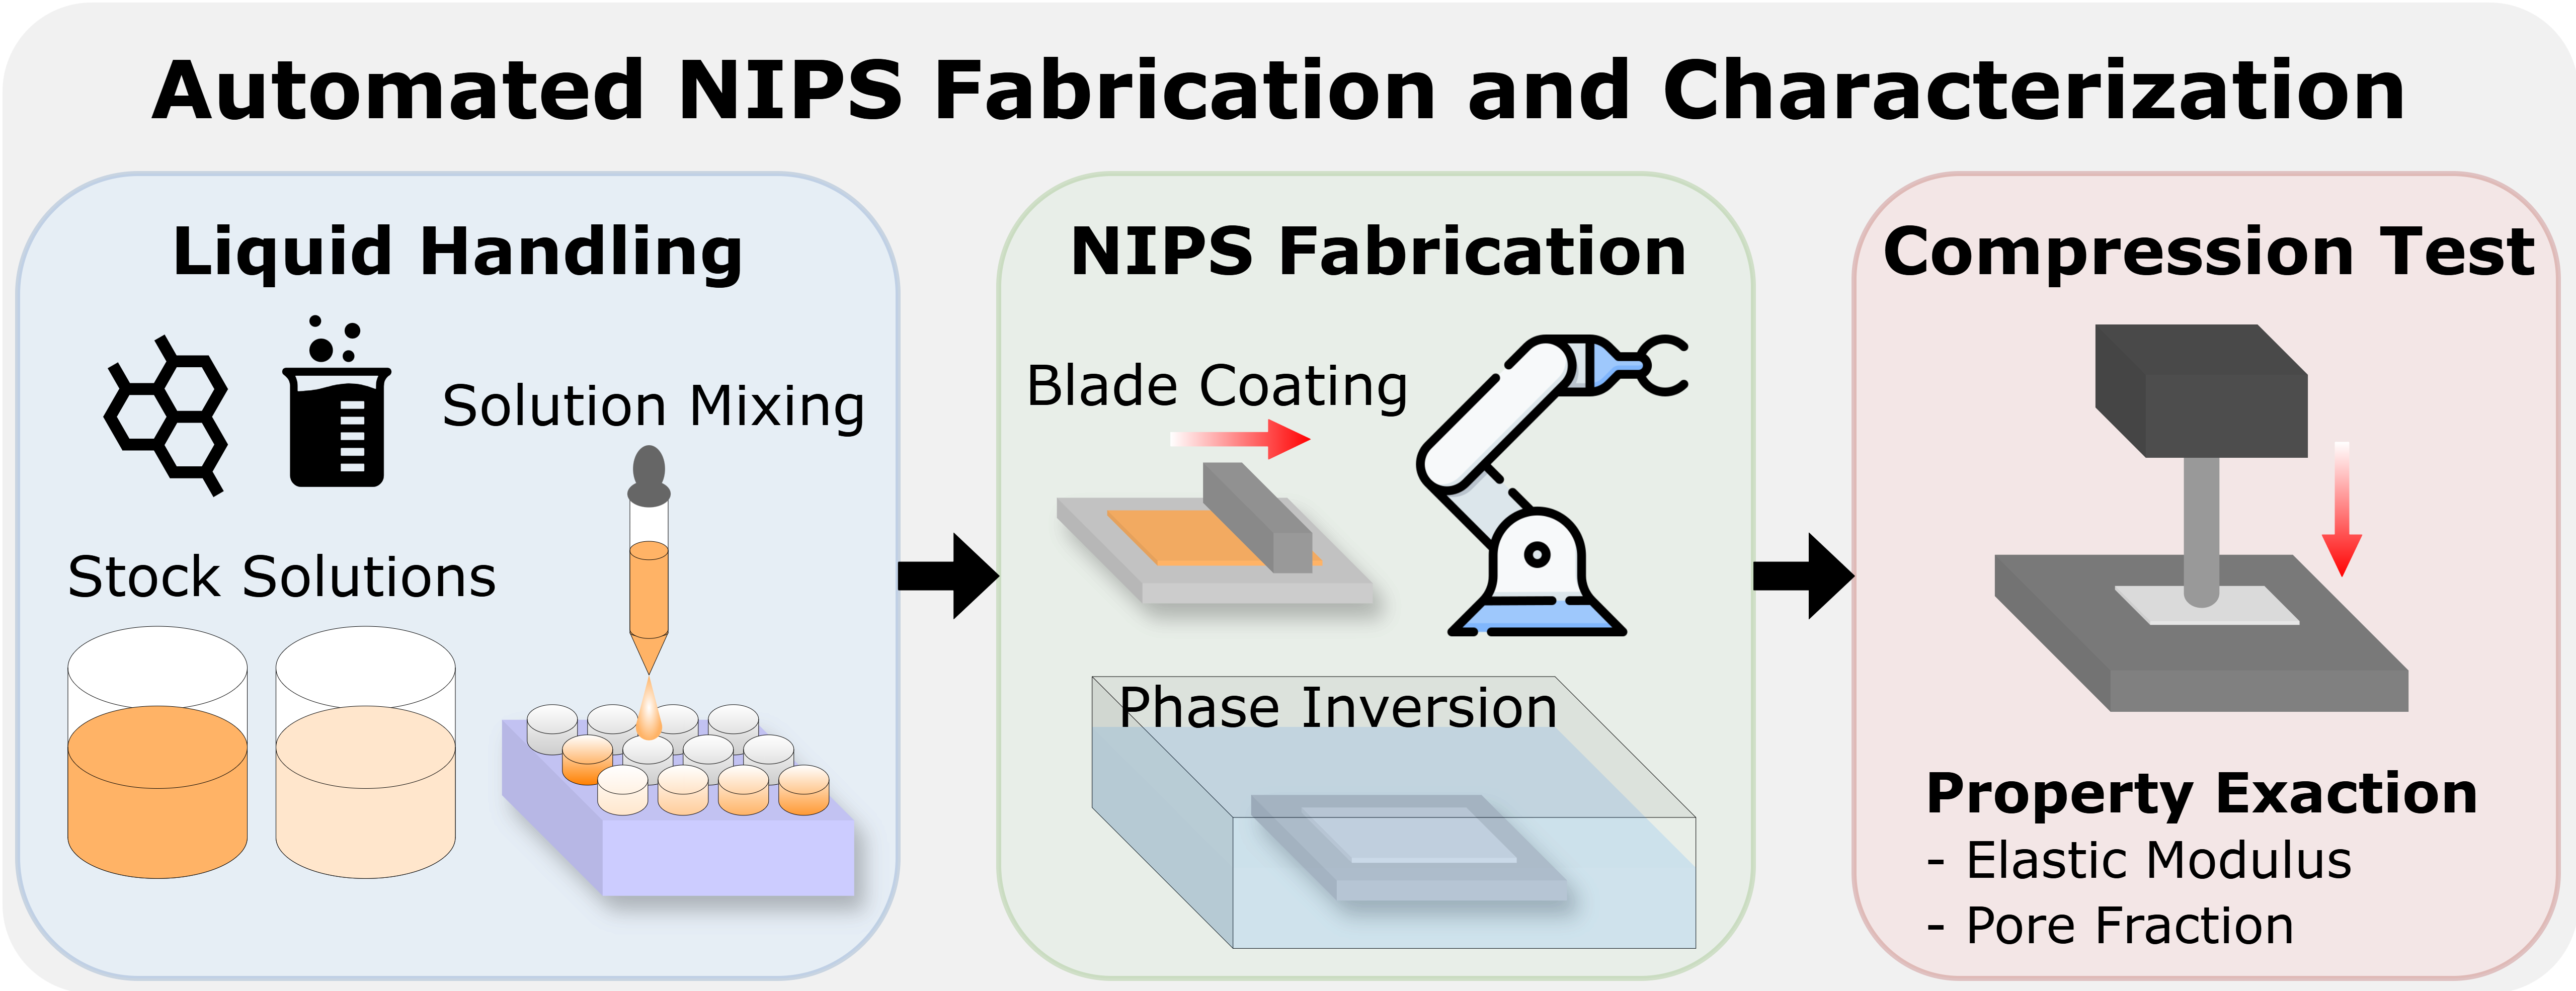 Automated NIPS Fabrication and Characterization
Liquid Handling
Solution Mixing
Stock Solutions
NIPS Fabrication
Blade Coating
Phase Inversion
Compression Test
Property Exaction
- Elastic Modulus
- Pore Fraction